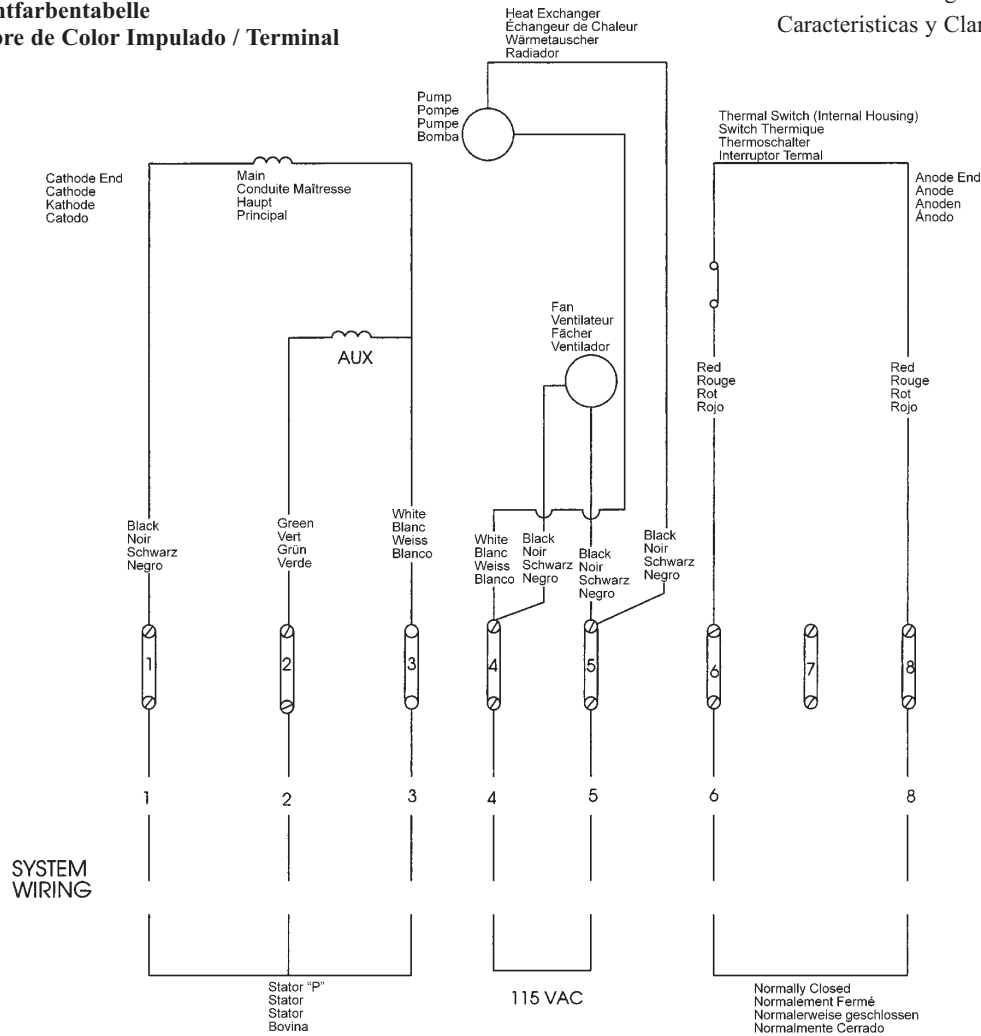 ntfarbentabelle
bre de Color Impulado / Terminal
Caracteristicas y Clar
Heat Exchanger
Échangeur de Chaleur
Wärmetauscher
Radiador
Pump
Pompe
Pumpe
Bomba
Thermal Switch (Internal Housing)
Switch Thermique
Thermoschalter
Interruptor Termal
Cathode End
Cathode
Kathode
Catodo
Main
Conduite Maîtresse
Haupt
Principal
Anode End
Anode
Anoden
Ánodo
Fan
Ventilateur
Fächer
Ventilador
AUX
Red
Rouge
Rot
Rojo
Red
Rouge
Rot
Rojo
Black
Noir
Schwarz
Negro
Green
Vert
Grün
Verde
White
Blanc
Weiss
Blanco
White
Blanc
Weiss
Blanco
Black
Noir
Schwarz
Negro
Black
Noir
Schwarz
Negro
Black
Noir
Schwarz
Negro
1
2
3
4
5
6
7
8
1
2
3
4
5
6
8
SYSTEM
WIRING
Stator “P”
Stator
Stator
Bovina
115 VAC
Normally Closed
Normalement Fermé
Normalerweise geschlossen
Normalmente Cerrado